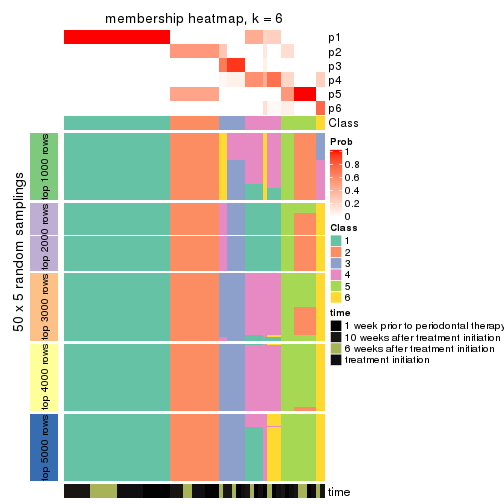 membership heatmap, k = 6
p1
p2
p3
p4
p5
p6
Class
50 x 5 random samplings
top 1000 rows
top 2000 rows
top 3000 rows
top 4000 rows
top 5000 rows
Prob
1
0.8
0.6
0.4
0.2
0
Class
1
2
3
4
5
6
time
1 week prior to periodontal therapy
10 weeks after treatment initiation
6 weeks after treatment initiation
treatment initiation
time